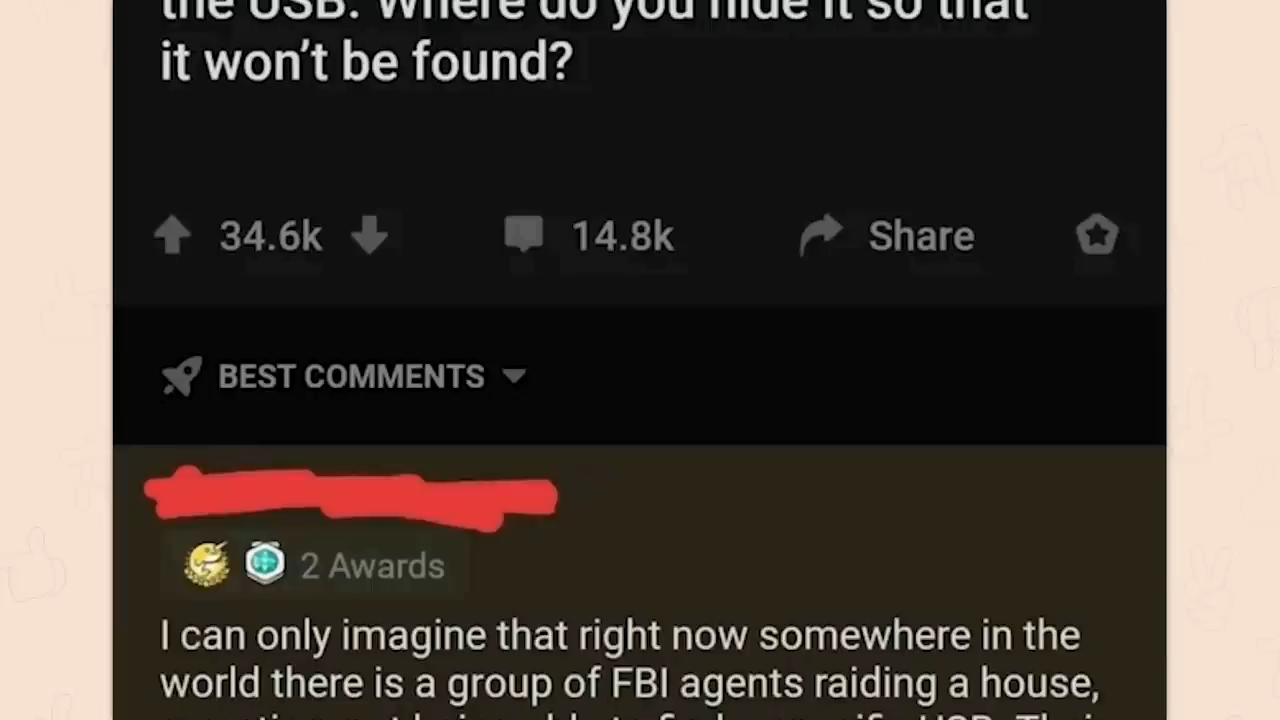 the USB. Where do you hide it so that
it won't be found?
34.6k 14.8k Share
BEST COMMENTS
2 Awards
I can only imagine that right now somewhere in the
world there is a group of FBI agents raiding a house,